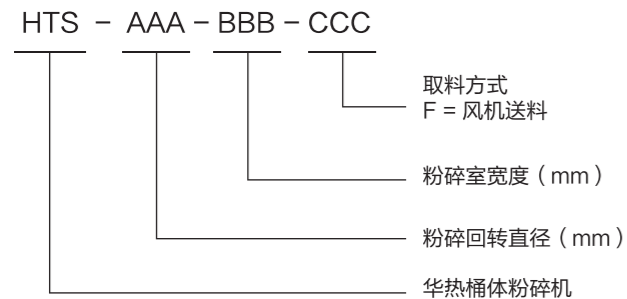 HTS - AAA - BBB - CCC
取料方式
F = 风机送料
粉碎室宽度（mm）
粉碎回转直径（mm）
华热桶体粉碎机